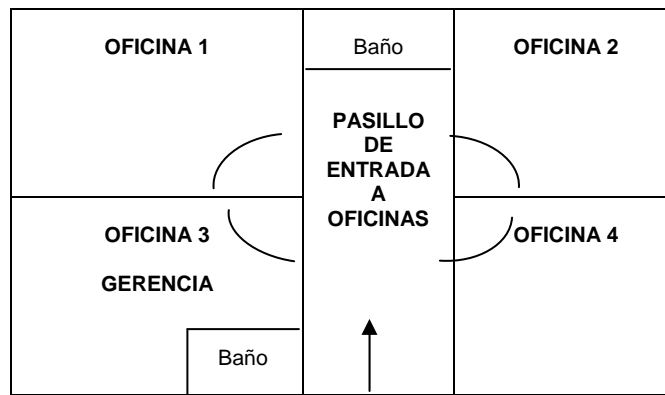 OFICINA 1
Baño
OFICINA 2
PASILLO
DE
ENTRADA
A
OFICINAS
OFICINA 3
GERENCIA
Baño
OFICINA 4